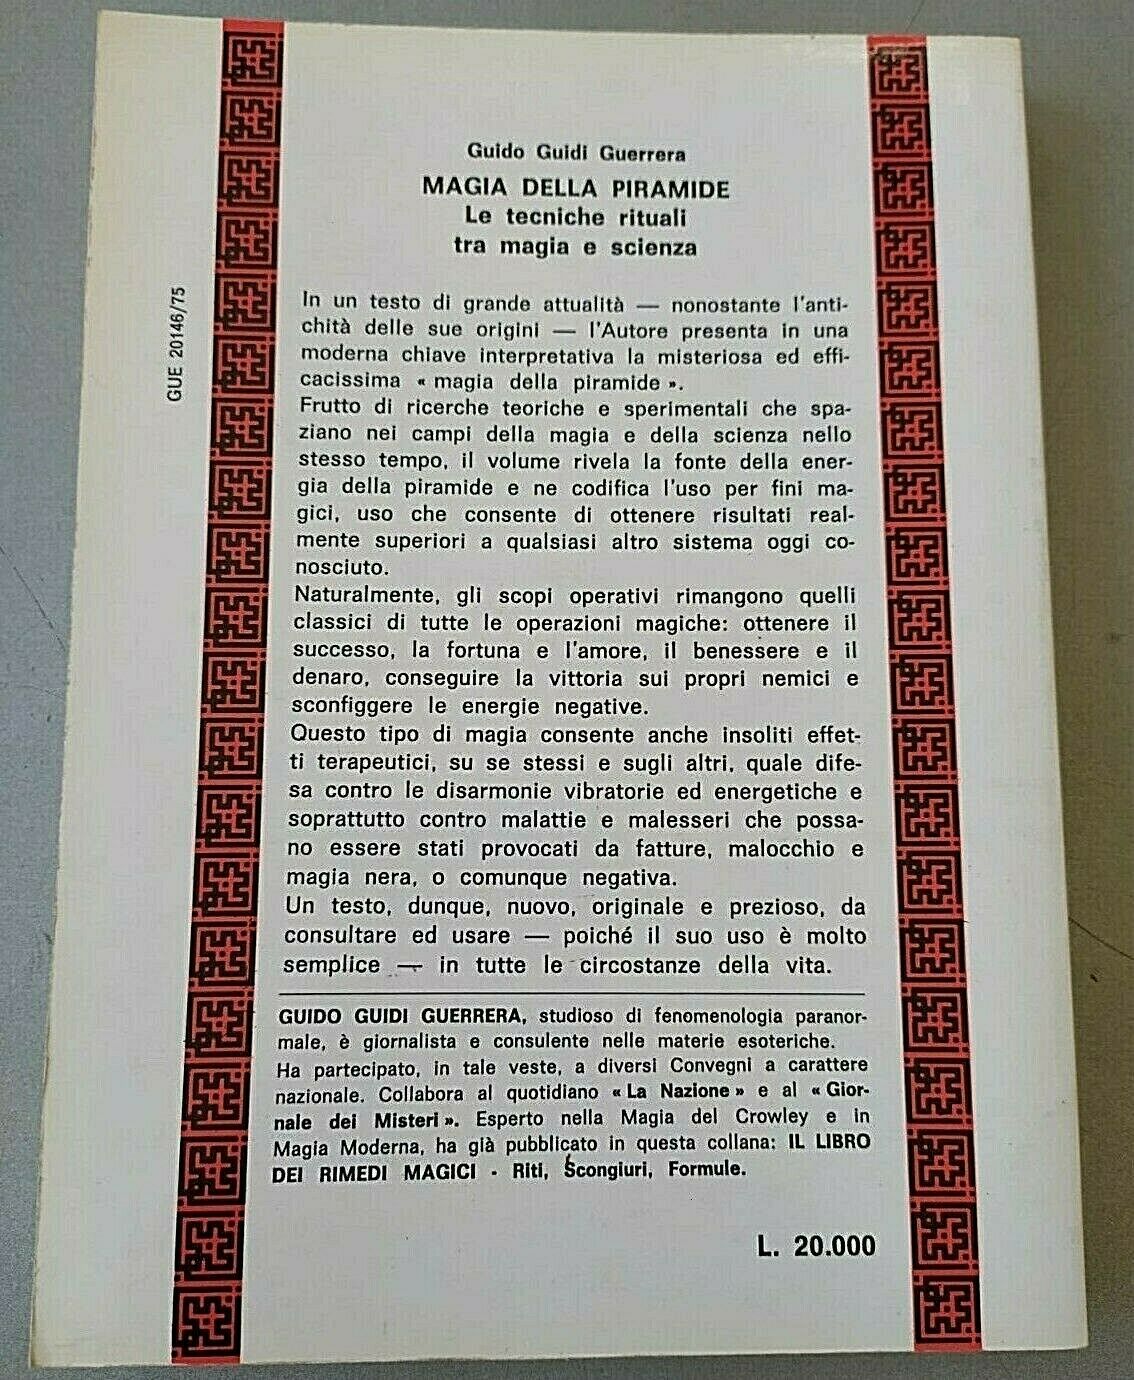 Guido Guidi Guerrera
MAGIA DELLA PIRAMIDE
Le tecniche rituali
tra magia e scienza
In un testo di grande attualità — nonostante l'anti-
chità delle sue origini — l'Autore presenta in una
moderna chiave interpretativa la misteriosa ed effi-
cacissima « magia della piramide ».
Frutto di ricerche teoriche e sperimentali che spa-
ziano nei campi della magia e della scienza nello
stesso tempo, il volume rivela la fonte della ener-
gia della piramide e ne codifica l'uso per fini ma-
gici, uso che consente di ottenere risultati real-
mente superiori a qualsiasi altro sistema oggi co-
nosciuto.
Naturalmente, gli scopi operativi rimangono quelli
classici di tutte le operazioni magiche: ottenere il
successo, la fortuna e l'amore, il benessere e il
denaro, conseguire la vittoria sui propri nemici e
sconfiggere le energie negative.
Questo tipo di magia consente anche insoliti effet-
ti terapeutici, su se stessi e sugli altri, quale dife-
sa contro le disarmonie vibratorie ed energetiche e
soprattutto contro malattie e malesseri che possa-
no essere stati provocati da fatture, malocchio e
magia nera, o comunque negativa.
Un testo, dunque, nuovo, originale e prezioso, da
consultare ed usare — poiché il suo uso è molto
semplice — in tutte le circostanze della vita.
GUIDO GUIDI GUERRERA, studioso di fenomenologia paranor-
male, è giornalista e consulente nelle materie esoteriche.
Ha partecipato, in tale veste, a diversi Convegni a carattere
nazionale. Collabora al quotidiano « La Nazione » e al « Gior-
nale dei Misteri ». Esperto nella Magia del Crowley e in
Magia Moderna, ha già pubblicato in questa collana: IL LIBRO
DEI RIMEDI MAGICI - Riti, Scongiuri, Formule.
L. 20.000
GUE 20146/75